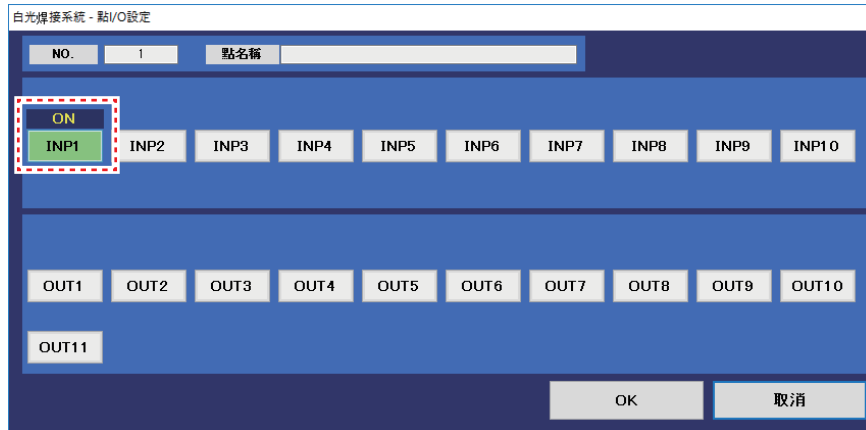 白光焊接系統 - 點I/O設定
NO. 1 點名稱
ON
INP1 INP2 INP3 INP4 INP5 INP6 INP7 INP8 INP9 INP10
OUT1 OUT2 OUT3 OUT4 OUT5 OUT6 OUT7 OUT8 OUT9 OUT10
OUT11
OK 取消